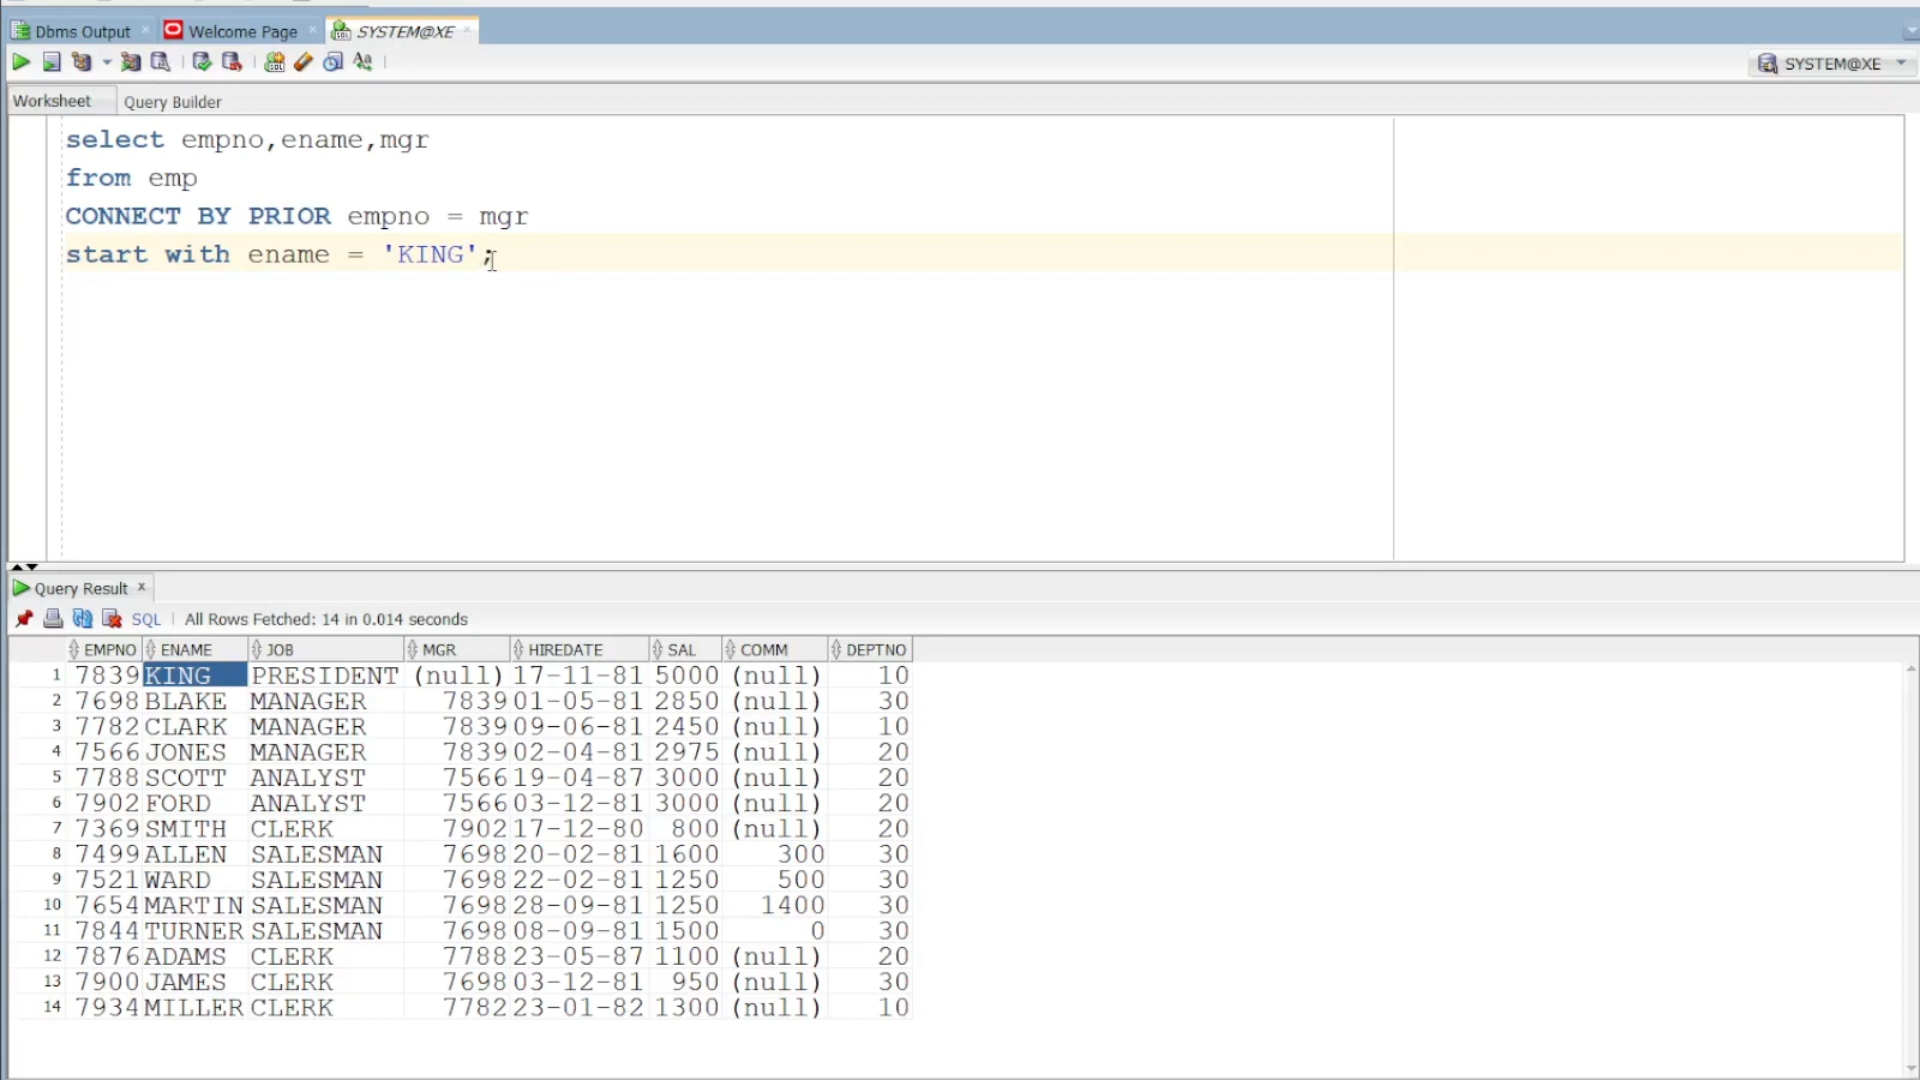 Dbms Output Welcome Page SYSTEM@XE
SYSTEM@XE
Worksheet Query Builder
select empno,ename,mgr
from emp
CONNECT BY PRIOR empno = mgr
start with ename = 'KING';
Query Result
SQL All Rows Fetched: 14 in 0.014 seconds
EMPNO ENAME JOB MGR HIREDATE SAL COMM DEPTNO
1 7839 KING PRESIDENT (null) 17-11-81 5000 (null) 10
2 7698 BLAKE MANAGER 7839 01-05-81 2850 (null) 30
3 7782 CLARK MANAGER 7839 09-06-81 2450 (null) 10
4 7566 JONES MANAGER 7839 02-04-81 2975 (null) 20
5 7788 SCOTT ANALYST 7566 19-04-87 3000 (null) 20
6 7902 FORD ANALYST 7566 03-12-81 3000 (null) 20
7 7369 SMITH CLERK 7902 17-12-80 800 (null) 20
8 7499 ALLEN SALESMAN 7698 20-02-81 1600 300 30
9 7521 WARD SALESMAN 7698 22-02-81 1250 500 30
10 7654 MARTIN SALESMAN 7698 28-09-81 1250 1400 30
11 7844 TURNER SALESMAN 7698 08-09-81 1500 0 30
12 7876 ADAMS CLERK 7788 23-05-87 1100 (null) 20
13 7900 JAMES CLERK 7698 03-12-81 950 (null) 30
14 7934 MILLER CLERK 7782 23-01-82 1300 (null) 10